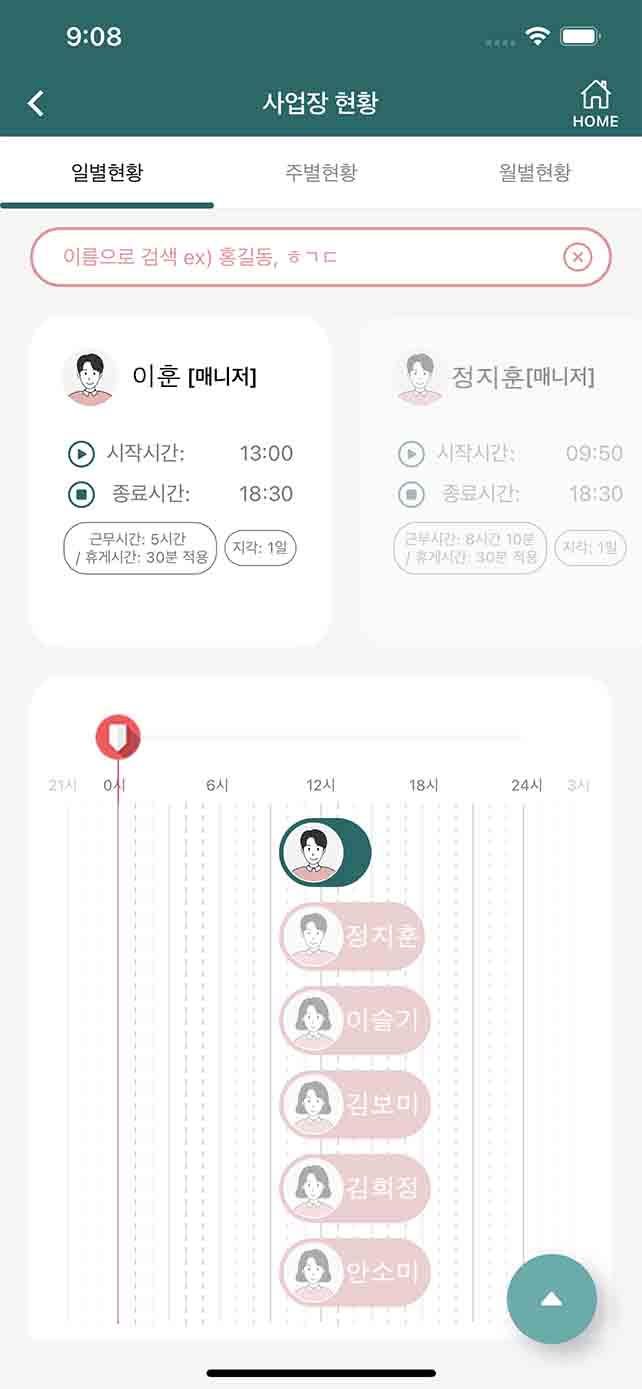 9:08
사업장 현황
HOME
일별현황 주별현황 월별현황
이름으로 검색 ex) 홍길동, ㅎㄱㄷ
이훈 [매니저]
시작시간: 13:00
종료시간: 18:30
근무시간: 5시간
/ 휴게시간: 30분 적용
지각: 1일
정지훈[매니저]
시작시간: 09:50
종료시간: 18:30
근무시간: 8시간 10분
/ 휴게시간: 30분 적용
지각: 1일
21시 0시 6시 12시 18시 24시 3시
정지훈
이슬기
김보미
김희정
안소미